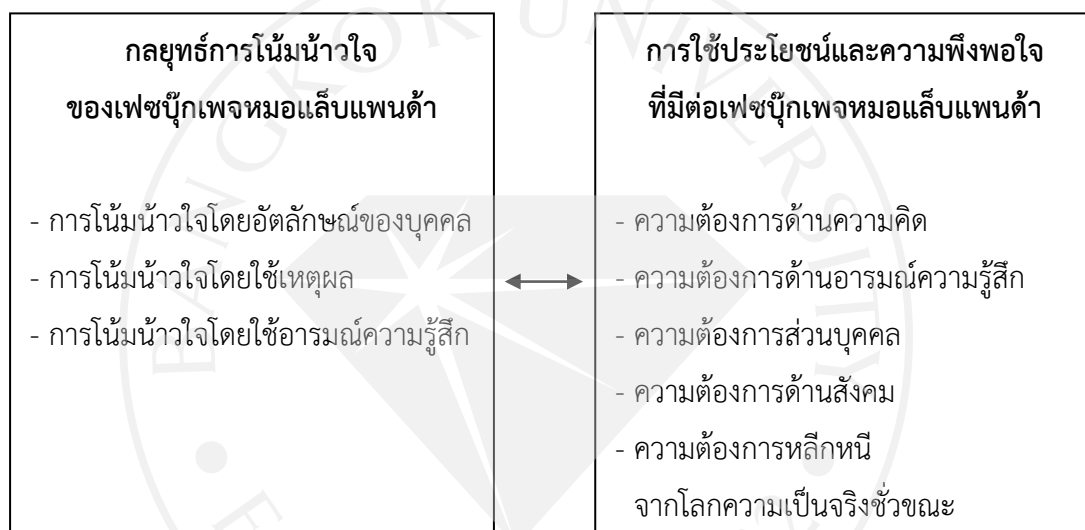 กลยุทธ์การโน้มน้าวใจ
ของเฟซบุ๊กเพจหมอแล็บแพนด้า
- การโน้มน้าวใจโดยอัตลักษณ์ของบุคคล
- การโน้มน้าวใจโดยใช้เหตุผล
- การโน้มน้าวใจโดยใช้อารมณ์ความรู้สึก
การใช้ประโยชน์และความพึงพอใจ
ที่มีต่อเฟซบุ๊กเพจหมอแล็บแพนด้า
- ความต้องการด้านความคิด
- ความต้องการด้านอารมณ์ความรู้สึก
- ความต้องการส่วนบุคคล
- ความต้องการด้านสังคม
- ความต้องการหลีกหนี
จากโลกความเป็นจริงชั่วขณะ
BANGKOK UNIVERSITY